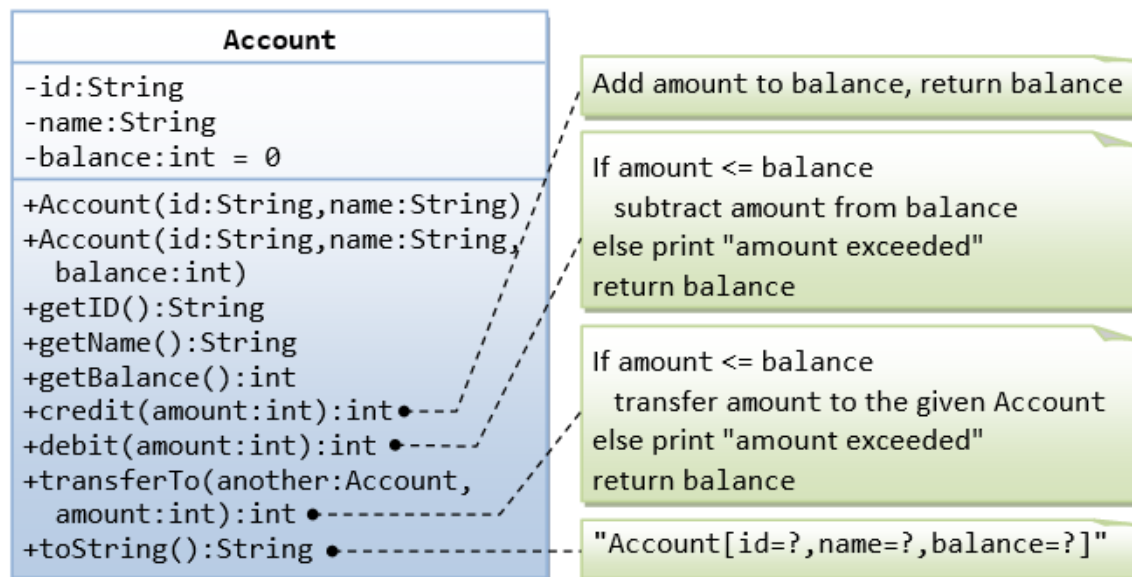 Account
-id:String
-name:String
-balance:int = 0
+Account(id:String,name:String)
+Account(id:String,name:String,
balance:int)
+getID():String
+getName():String
+getBalance():int
+credit(amount:int):int
+debit(amount:int):int
+transferTo(another:Account,
amount:int):int
+toString():String
Add amount to balance, return balance
If amount <= balance
subtract amount from balance
else print "amount exceeded"
return balance
If amount <= balance
transfer amount to the given Account
else print "amount exceeded"
return balance
"Account[id=?,name=?,balance=?]"